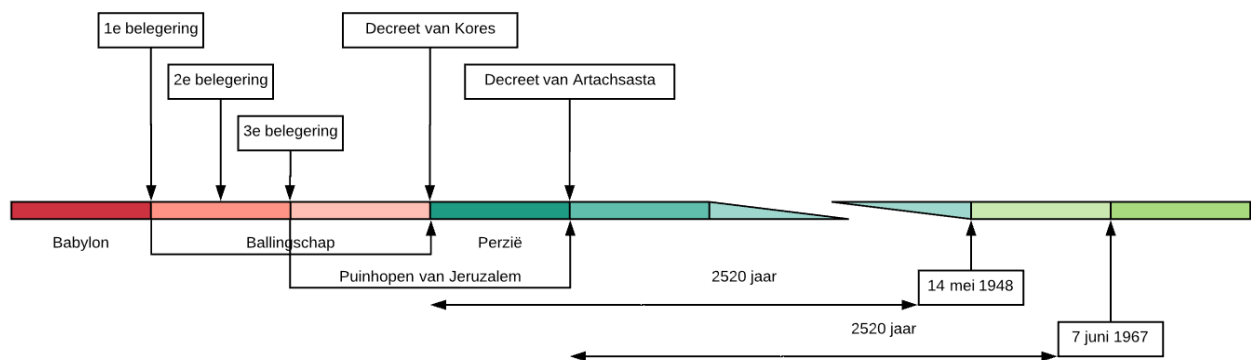 1e belegering
Decreet van Kores
2e belegering
Decreet van Artachsasta
3e belegering
Babylon
Ballingschap
Perzië
Puinhopen van Jeruzalem
2520 jaar
14 mei 1948
2520 jaar
7 juni 1967